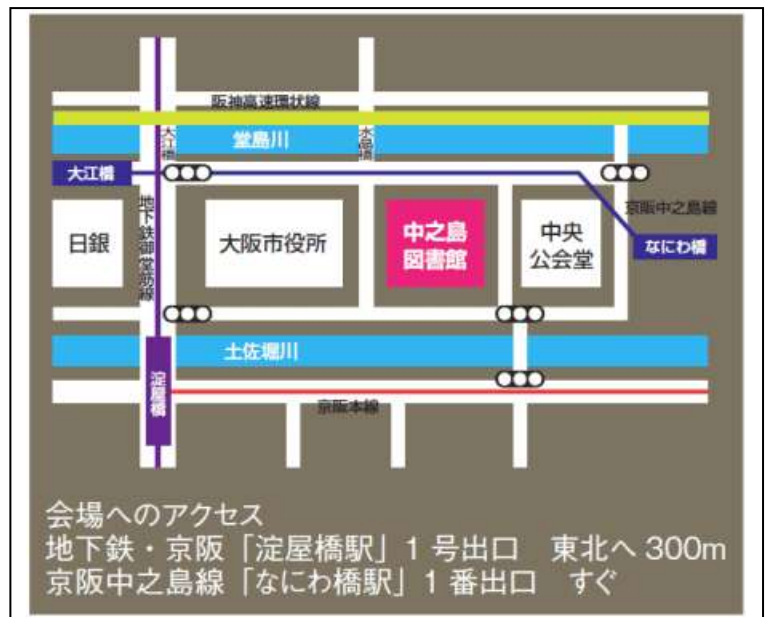 阪神高速環状線
大江橋
堂島川
水晶橋
大江橋
地下鉄御堂筋線
日銀
大阪市役所
中之島
図書館
中央
公会堂
京阪中之島線
なにわ橋
土佐堀川
淀屋橋
京阪本線
会場へのアクセス
地下鉄・京阪「淀屋橋駅」1号出口　東北へ300m
京阪中之島線「なにわ橋駅」1番出口　すぐ